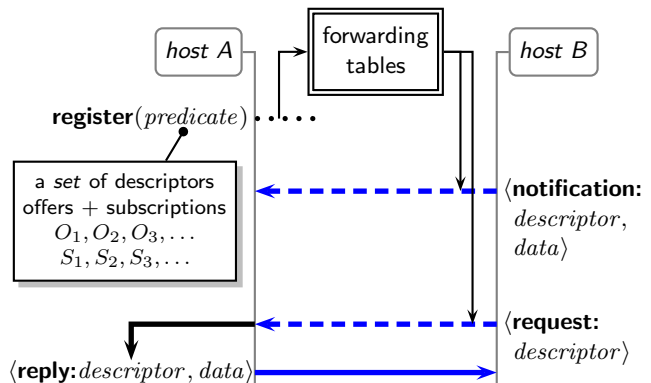 host A
forwarding
tables
host B
register(predicate)
a set of descriptors
offers + subscriptions
O₁, O₂, O₃, . . .
S₁, S₂, S₃, . . .
⟨notification:
descriptor,
data⟩
⟨request:
descriptor⟩
⟨reply:descriptor, data⟩